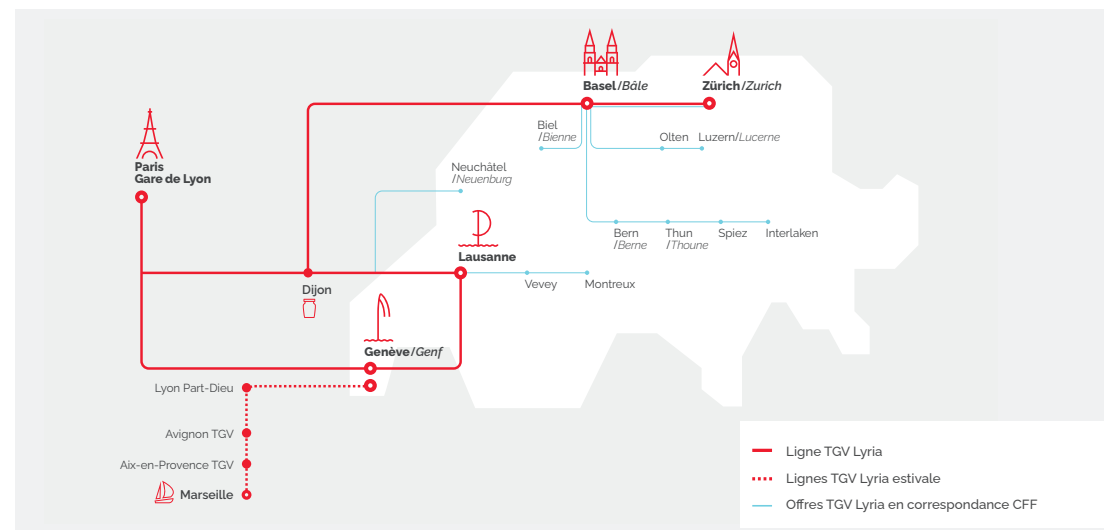 Basel/Bâle
Zürich/Zurich
Biel
/Bienne
Olten
Luzern/Lucerne
Paris
Gare de Lyon
Neuchâtel
/Neuenburg
Bern
/Berne
Thun
/Thoune
Spiez
Interlaken
Lausanne
Vevey
Montreux
Dijon
Genève/Genf
Lyon Part-Dieu
Avignon TGV
Aix-en-Provence TGV
Marseille
Ligne TGV Lyria
Lignes TGV Lyria estivale
Offres TGV Lyria en correspondance CFF